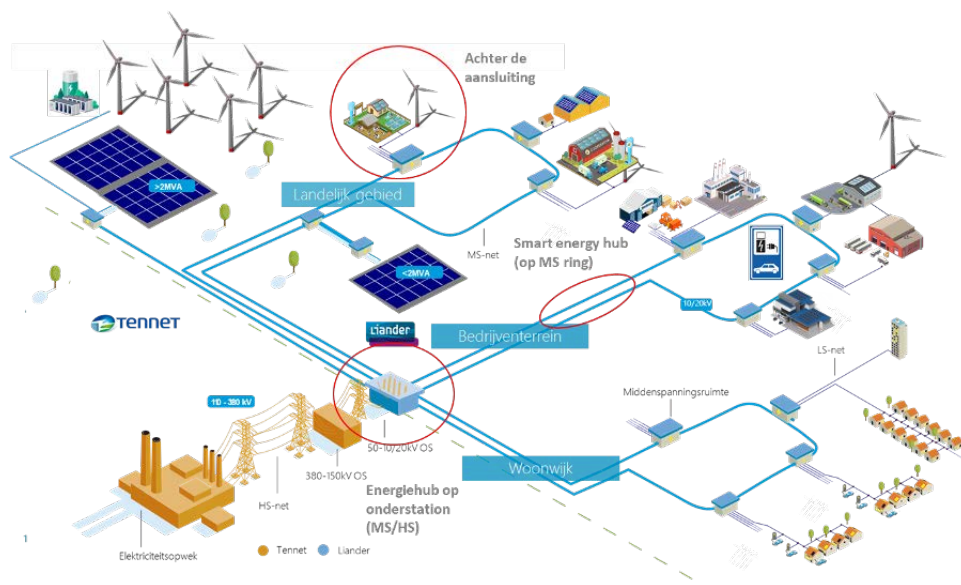 Achter de
aansluiting
>2MVA
Landelijk gebied
MS-net
Smart energy hub
(op MS ring)
<2MVA
10/20kV
TENNET
Liander
Bedrijventerrein
LS-net
Middenspanningsruimte
110 - 380 kV
50-10/20kV OS
380-150kV OS
Woonwijk
HS-net
Energiehub op
onderstation
(MS/HS)
1
Elektriciteitsopwek
Tennet
Liander